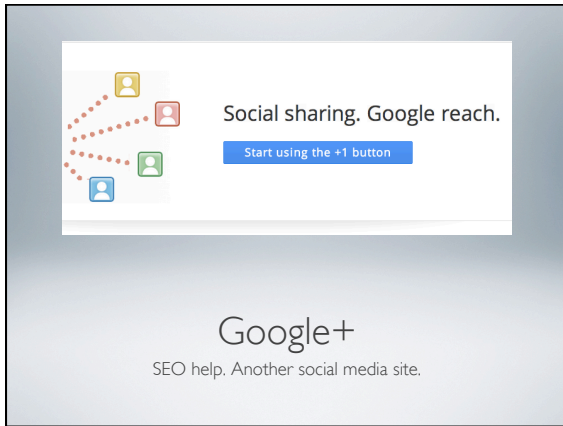 Social sharing. Google reach.
Start using the +1 button
Google+
SEO help. Another social media site.